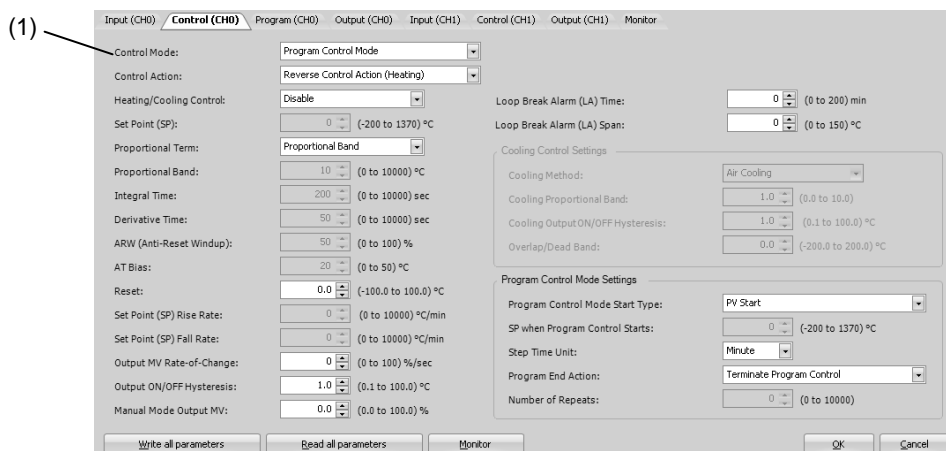 (1)
Input (CH0) Control (CH0) Program (CH0) Output (CH0) Input (CH1) Control (CH1) Output (CH1) Monitor
Control Mode: Program Control Mode
Control Action: Reverse Control Action (Heating)
Heating/Cooling Control: Disable
Set Point (SP): 0 (-200 to 1370) °C
Proportional Term: Proportional Band
Proportional Band: 10 (0 to 10000) °C
Integral Time: 200 (0 to 10000) sec
Derivative Time: 50 (0 to 10000) sec
ARW (Anti-Reset Windup): 50 (0 to 100) %
AT Bias: 20 (0 to 50) °C
Reset: 0.0 (-100.0 to 100.0) °C
Set Point (SP) Rise Rate: 0 (0 to 10000) °C/min
Set Point (SP) Fall Rate: 0 (0 to 10000) °C/min
Output MV Rate-of-Change: 0 (0 to 100) %/sec
Output ON/OFF Hysteresis: 1.0 (0.1 to 100.0) °C
Manual Mode Output MV: 0.0 (0.0 to 100.0) %
Loop Break Alarm (LA) Time: 0 (0 to 200) min
Loop Break Alarm (LA) Span: 0 (0 to 150) °C
Cooling Control Settings
Cooling Method: Air Cooling
Cooling Proportional Band: 1.0 (0.0 to 10.0)
Cooling Output ON/OFF Hysteresis: 1.0 (0.1 to 100.0) °C
Overlap/Dead Band: 0.0 (-200.0 to 200.0) °C
Program Control Mode Settings
Program Control Mode Start Type: PV Start
SP when Program Control Starts: 0 (-200 to 1370) °C
Step Time Unit: Minute
Program End Action: Terminate Program Control
Number of Repeats: 0 (0 to 10000)
Write all parameters Read all parameters Monitor OK Cancel